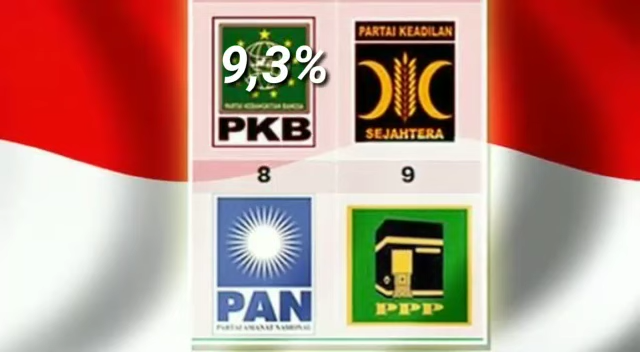 9,3%
PARTAI KEBANGKITAN BANGSA
PKB
PARTAI KEADILAN
SEJAHTERA
8
9
PAN
PARTAI AMANAT NASIONAL
PPP